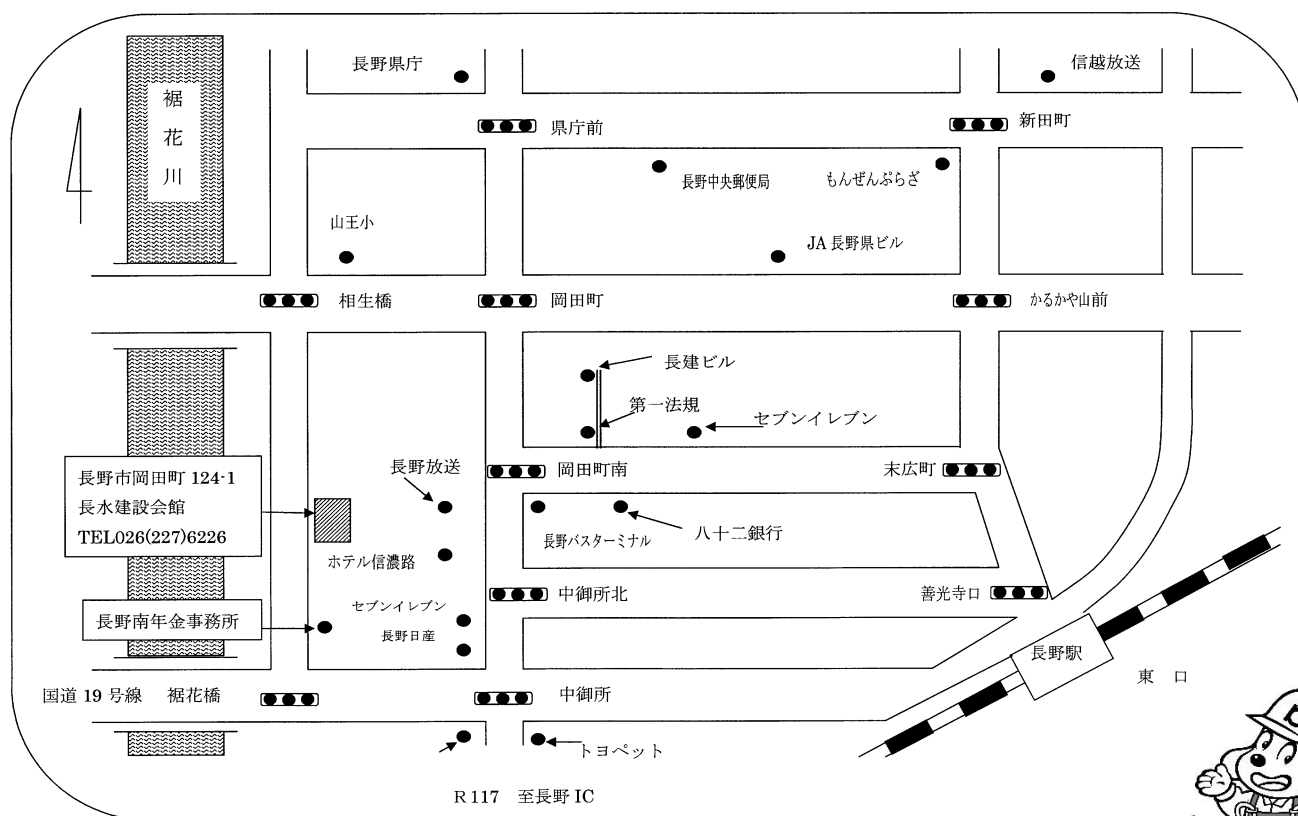 長野県庁
信越放送
裾花川
県庁前
新田町
長野中央郵便局
もんぜんぷらざ
山王小
JA長野県ビル
相生橋
岡田町
かるかや山前
長建ビル
第一法規
セブンイレブン
長野放送
岡田町南
末広町
長野市岡田町 124-1
長水建設会館
TEL026(227)6226
八十二銀行
長野バスターミナル
ホテル信濃路
中御所北
善光寺口
セブンイレブン
長野南年金事務所
長野日産
長野駅
東 口
国道 19 号線 裾花橋
中御所
トヨペット
R 117 至長野 IC